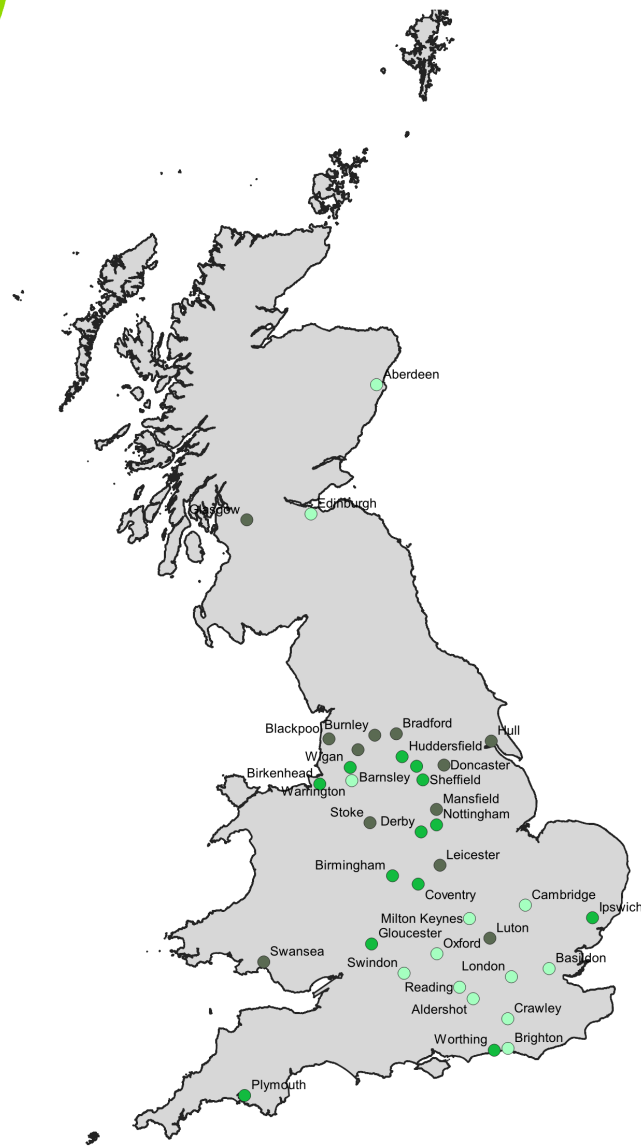 Aberdeen
Edinburgh
Glasgow
Blackpool
Burnley
Bradford
Hull
Huddersfield
Wigan
Doncaster
Birkenhead
Barnsley
Sheffield
Warrington
Mansfield
Stoke
Derby
Nottingham
Leicester
Birmingham
Coventry
Cambridge
Ipswich
Milton Keynes
Luton
Gloucester
Oxford
Swansea
Swindon
London
Basildon
Reading
Aldershot
Crawley
Worthing
Brighton
Plymouth